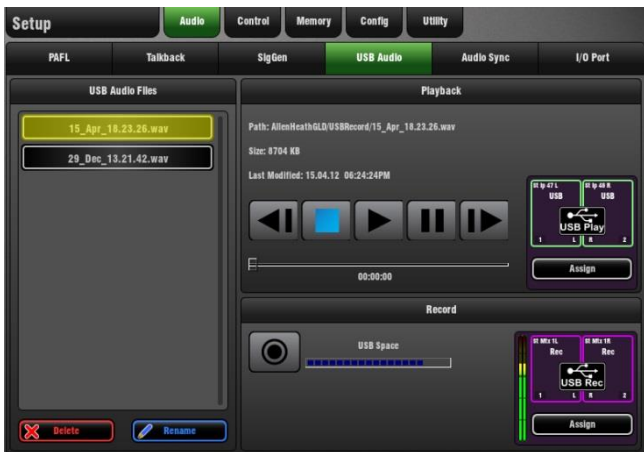 Setup
Audio
Control
Memory
Config
Utility
PAFL
Talkback
SigGen
USB Audio
Audio Sync
I/O Port
USB Audio Files
15_Apr_18.23.26.wav
29_Dec_13.21.42.wav
Delete
Rename
Playback
Path: AllenHeathGLD/USBRecord/15_Apr_18.23.26.wav
Size: 8704 KB
Last Modified: 15.04.12 06:24:24PM
00:00:00
St Ip 47 L St Ip 48 R
USB USB
USB Play
1 L R 2
Assign
Record
USB Space
St Mtx 1L St Mtx 1R
Rec Rec
USB Rec
1 L R 2
Assign